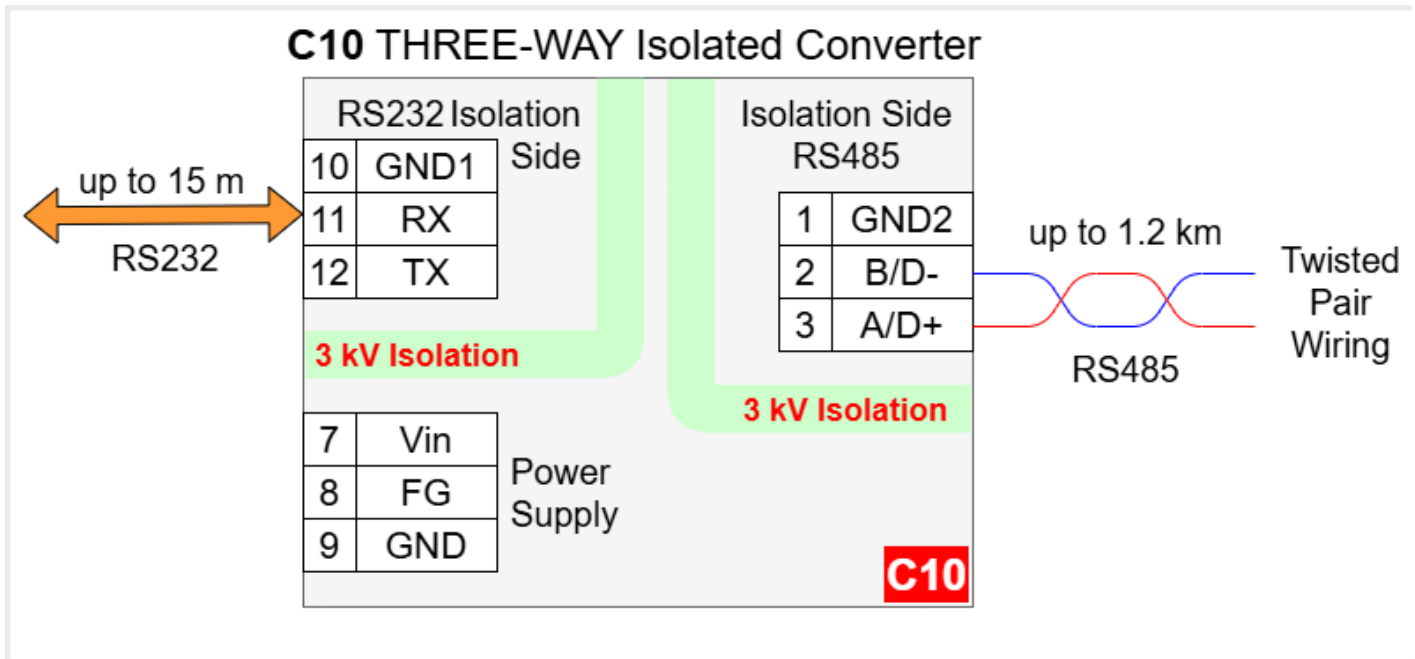 C10 THREE-WAY Isolated Converter
RS232 Isolation
Side
10 GND1
11 RX
12 TX
up to 15 m
RS232
3 kV Isolation
7 Vin
8 FG
9 GND
Power
Supply
Isolation Side
RS485
1 GND2
2 B/D-
3 A/D+
3 kV Isolation
up to 1.2 km
RS485
Twisted
Pair
Wiring
C10